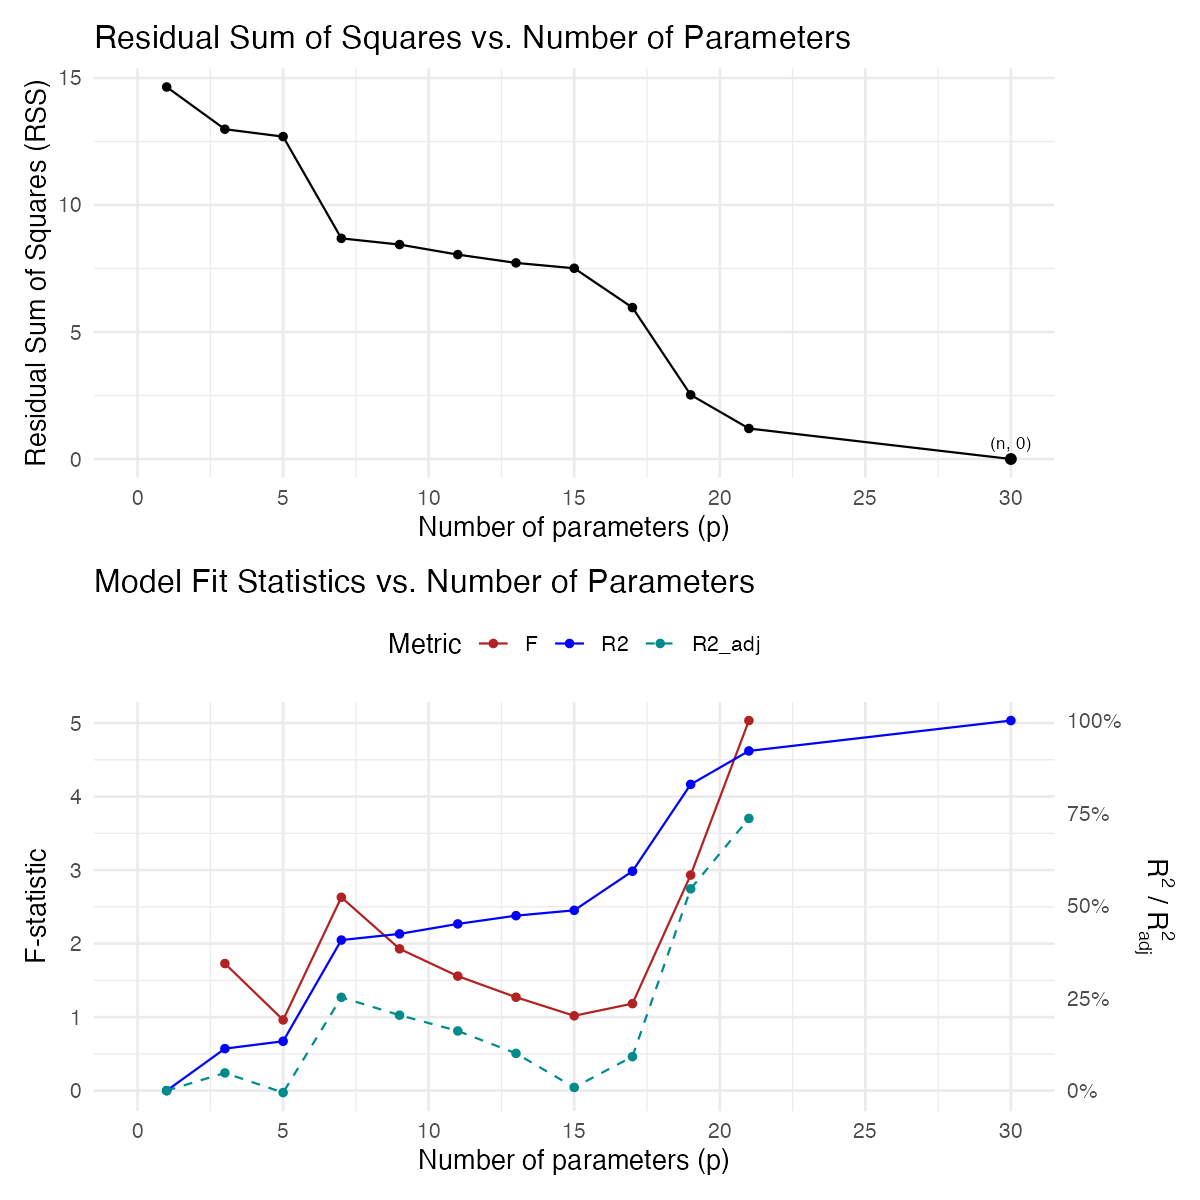 Residual Sum of Squares vs. Number of Parameters
Residual Sum of Squares (RSS)
15
10
5
0
(n, 0)
0 5 10 15 20 25 30
Number of parameters (p)
Model Fit Statistics vs. Number of Parameters
Metric F R2 R2_adj
F-statistic
5
4
3
2
1
0
100%
75%
50%
25%
0%
R² / R²adj
0 5 10 15 20 25 30
Number of parameters (p)